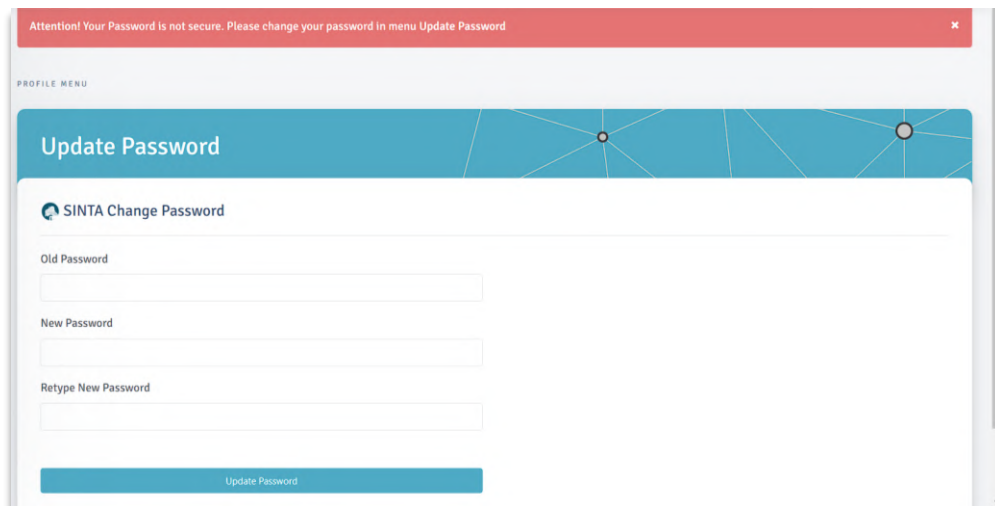 Attention! Your Password is not secure. Please change your password in menu Update Password ×
PROFILE MENU
Update Password
SINTA Change Password
Old Password
New Password
Retype New Password
Update Password